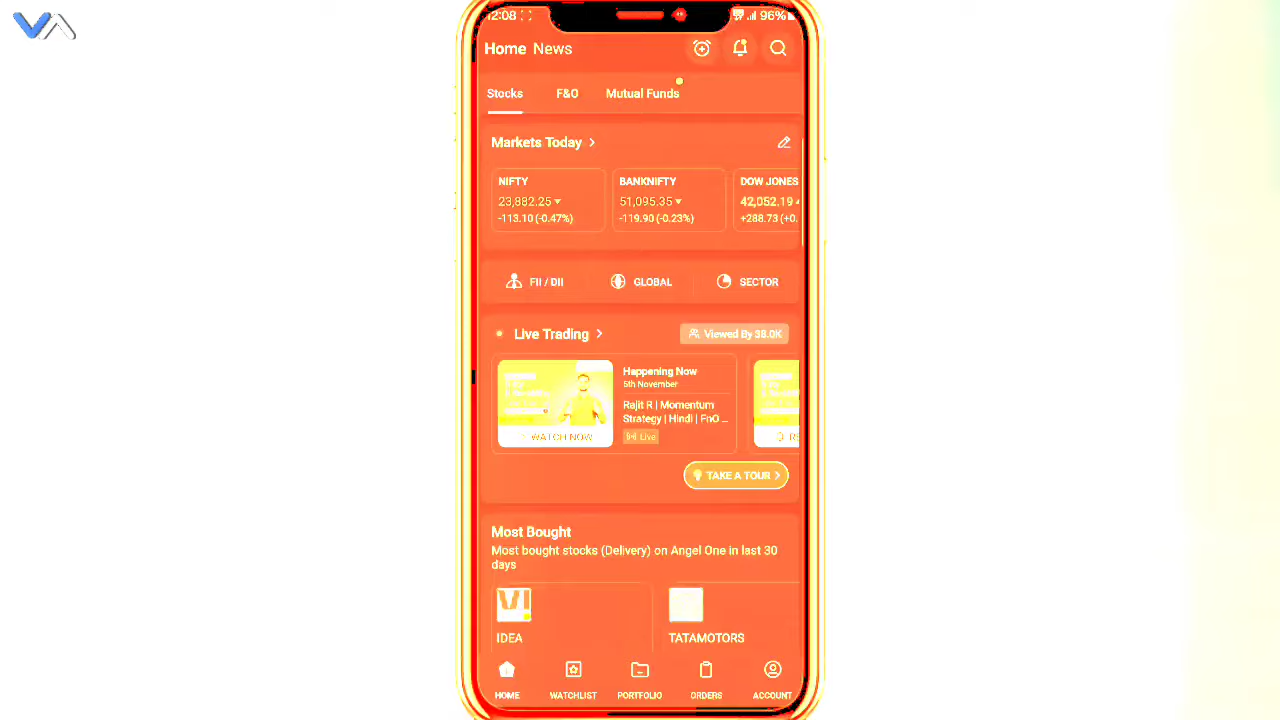 VA
12:08
96%
Home News
Stocks F&O Mutual Funds
Markets Today >
NIFTY BANKNIFTY DOW JONES
23,882.25 51,095.35 42,052.19
-113.10 (-0.47%) -119.90 (-0.23%) +288.73 (+0.
FII / DII GLOBAL SECTOR
Live Trading > Viewed By 38.0K
Happening Now
5th November
Rajit R | Momentum
Strategy | Hindi | FnO ...
WATCH NOW
Live
TAKE A TOUR >
Most Bought
Most bought stocks (Delivery) on Angel One in last 30
days
VI
IDEA TATAMOTORS
HOME WATCHLIST PORTFOLIO ORDERS ACCOUNT